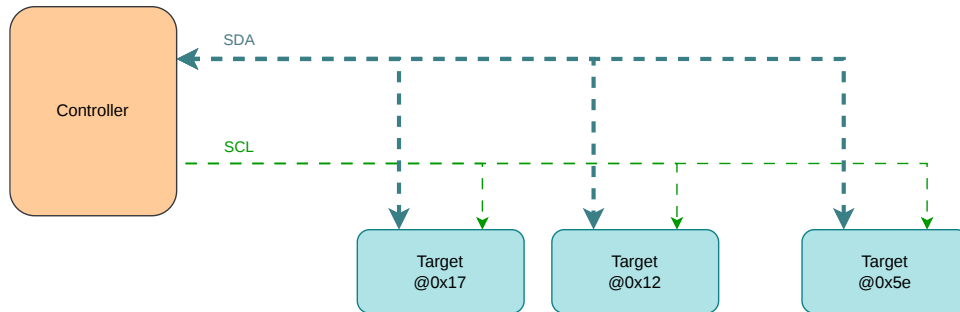 SDA
Controller
SCL
Target
@0x17
Target
@0x12
Target
@0x5e